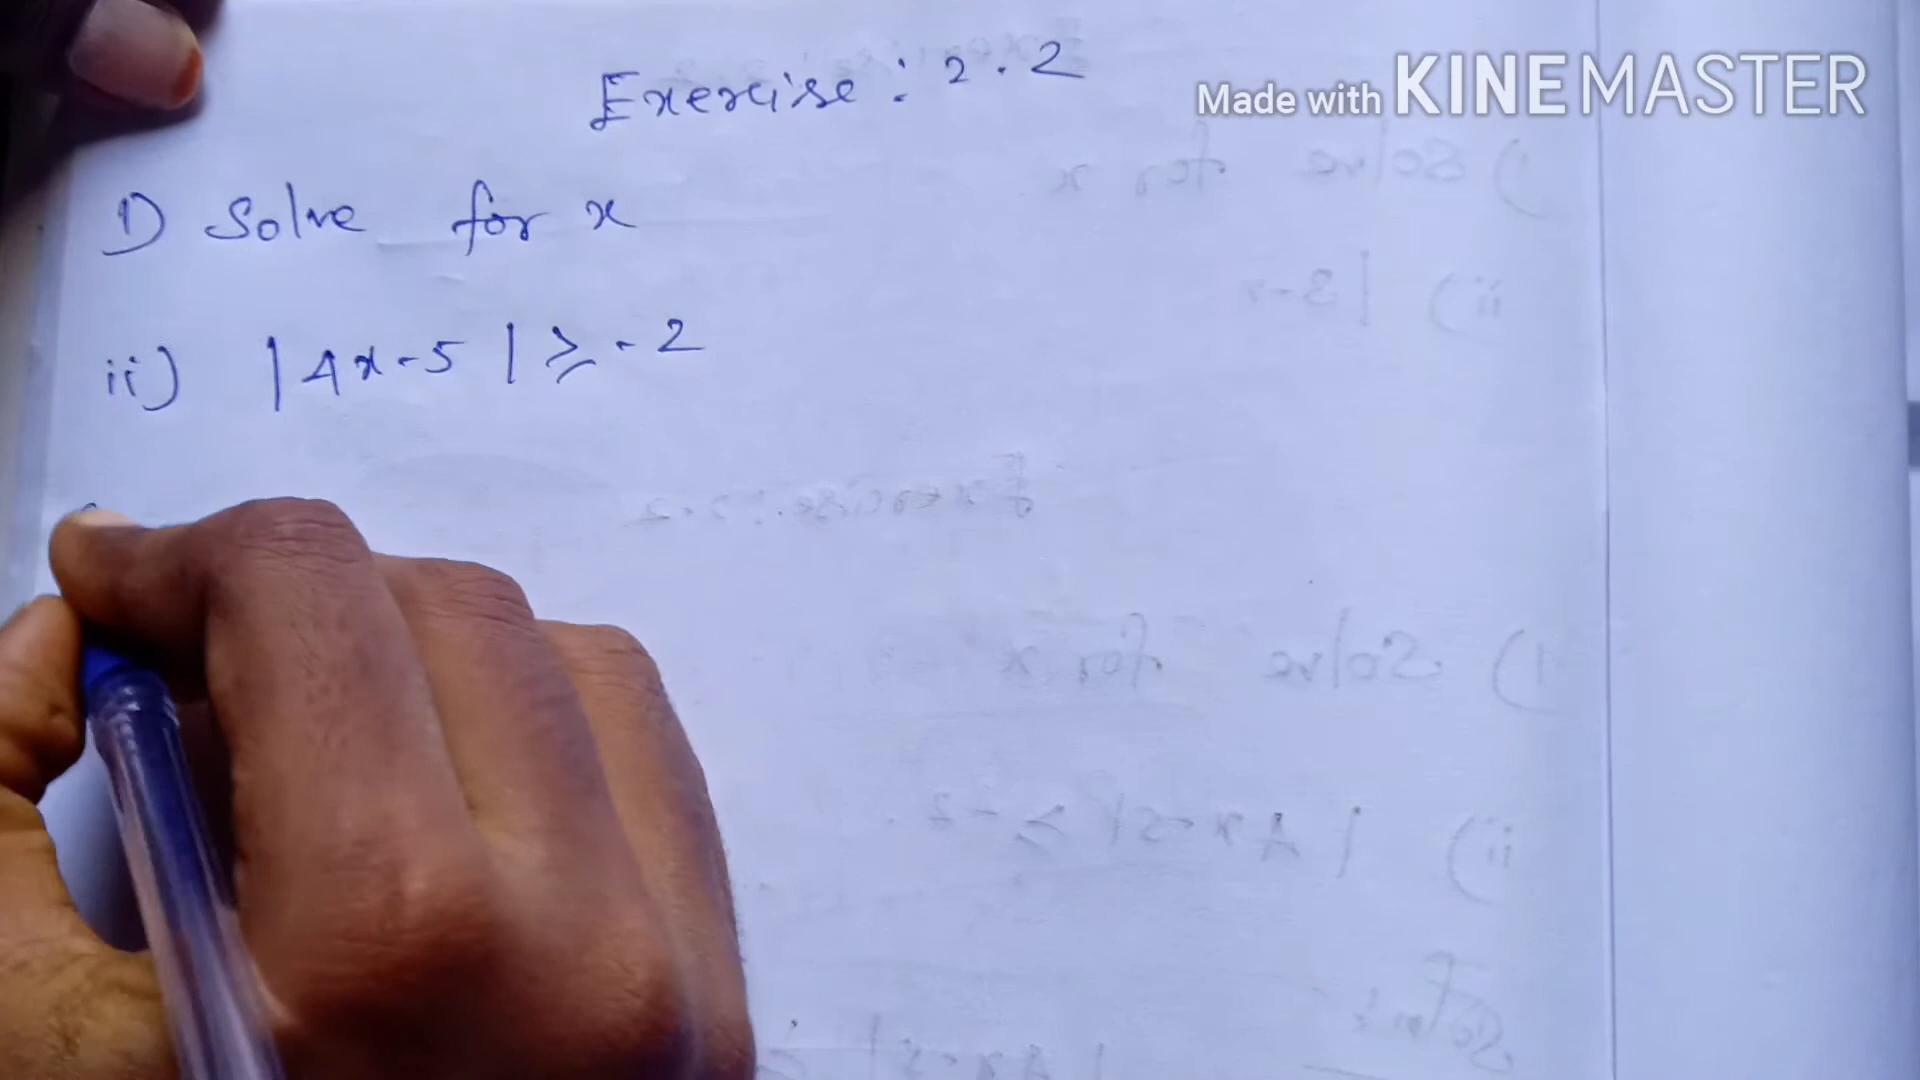 Exercise : 2.2
Made with KINEMASTER
1) Solve for x
ii) |4x-5| ≥ -2